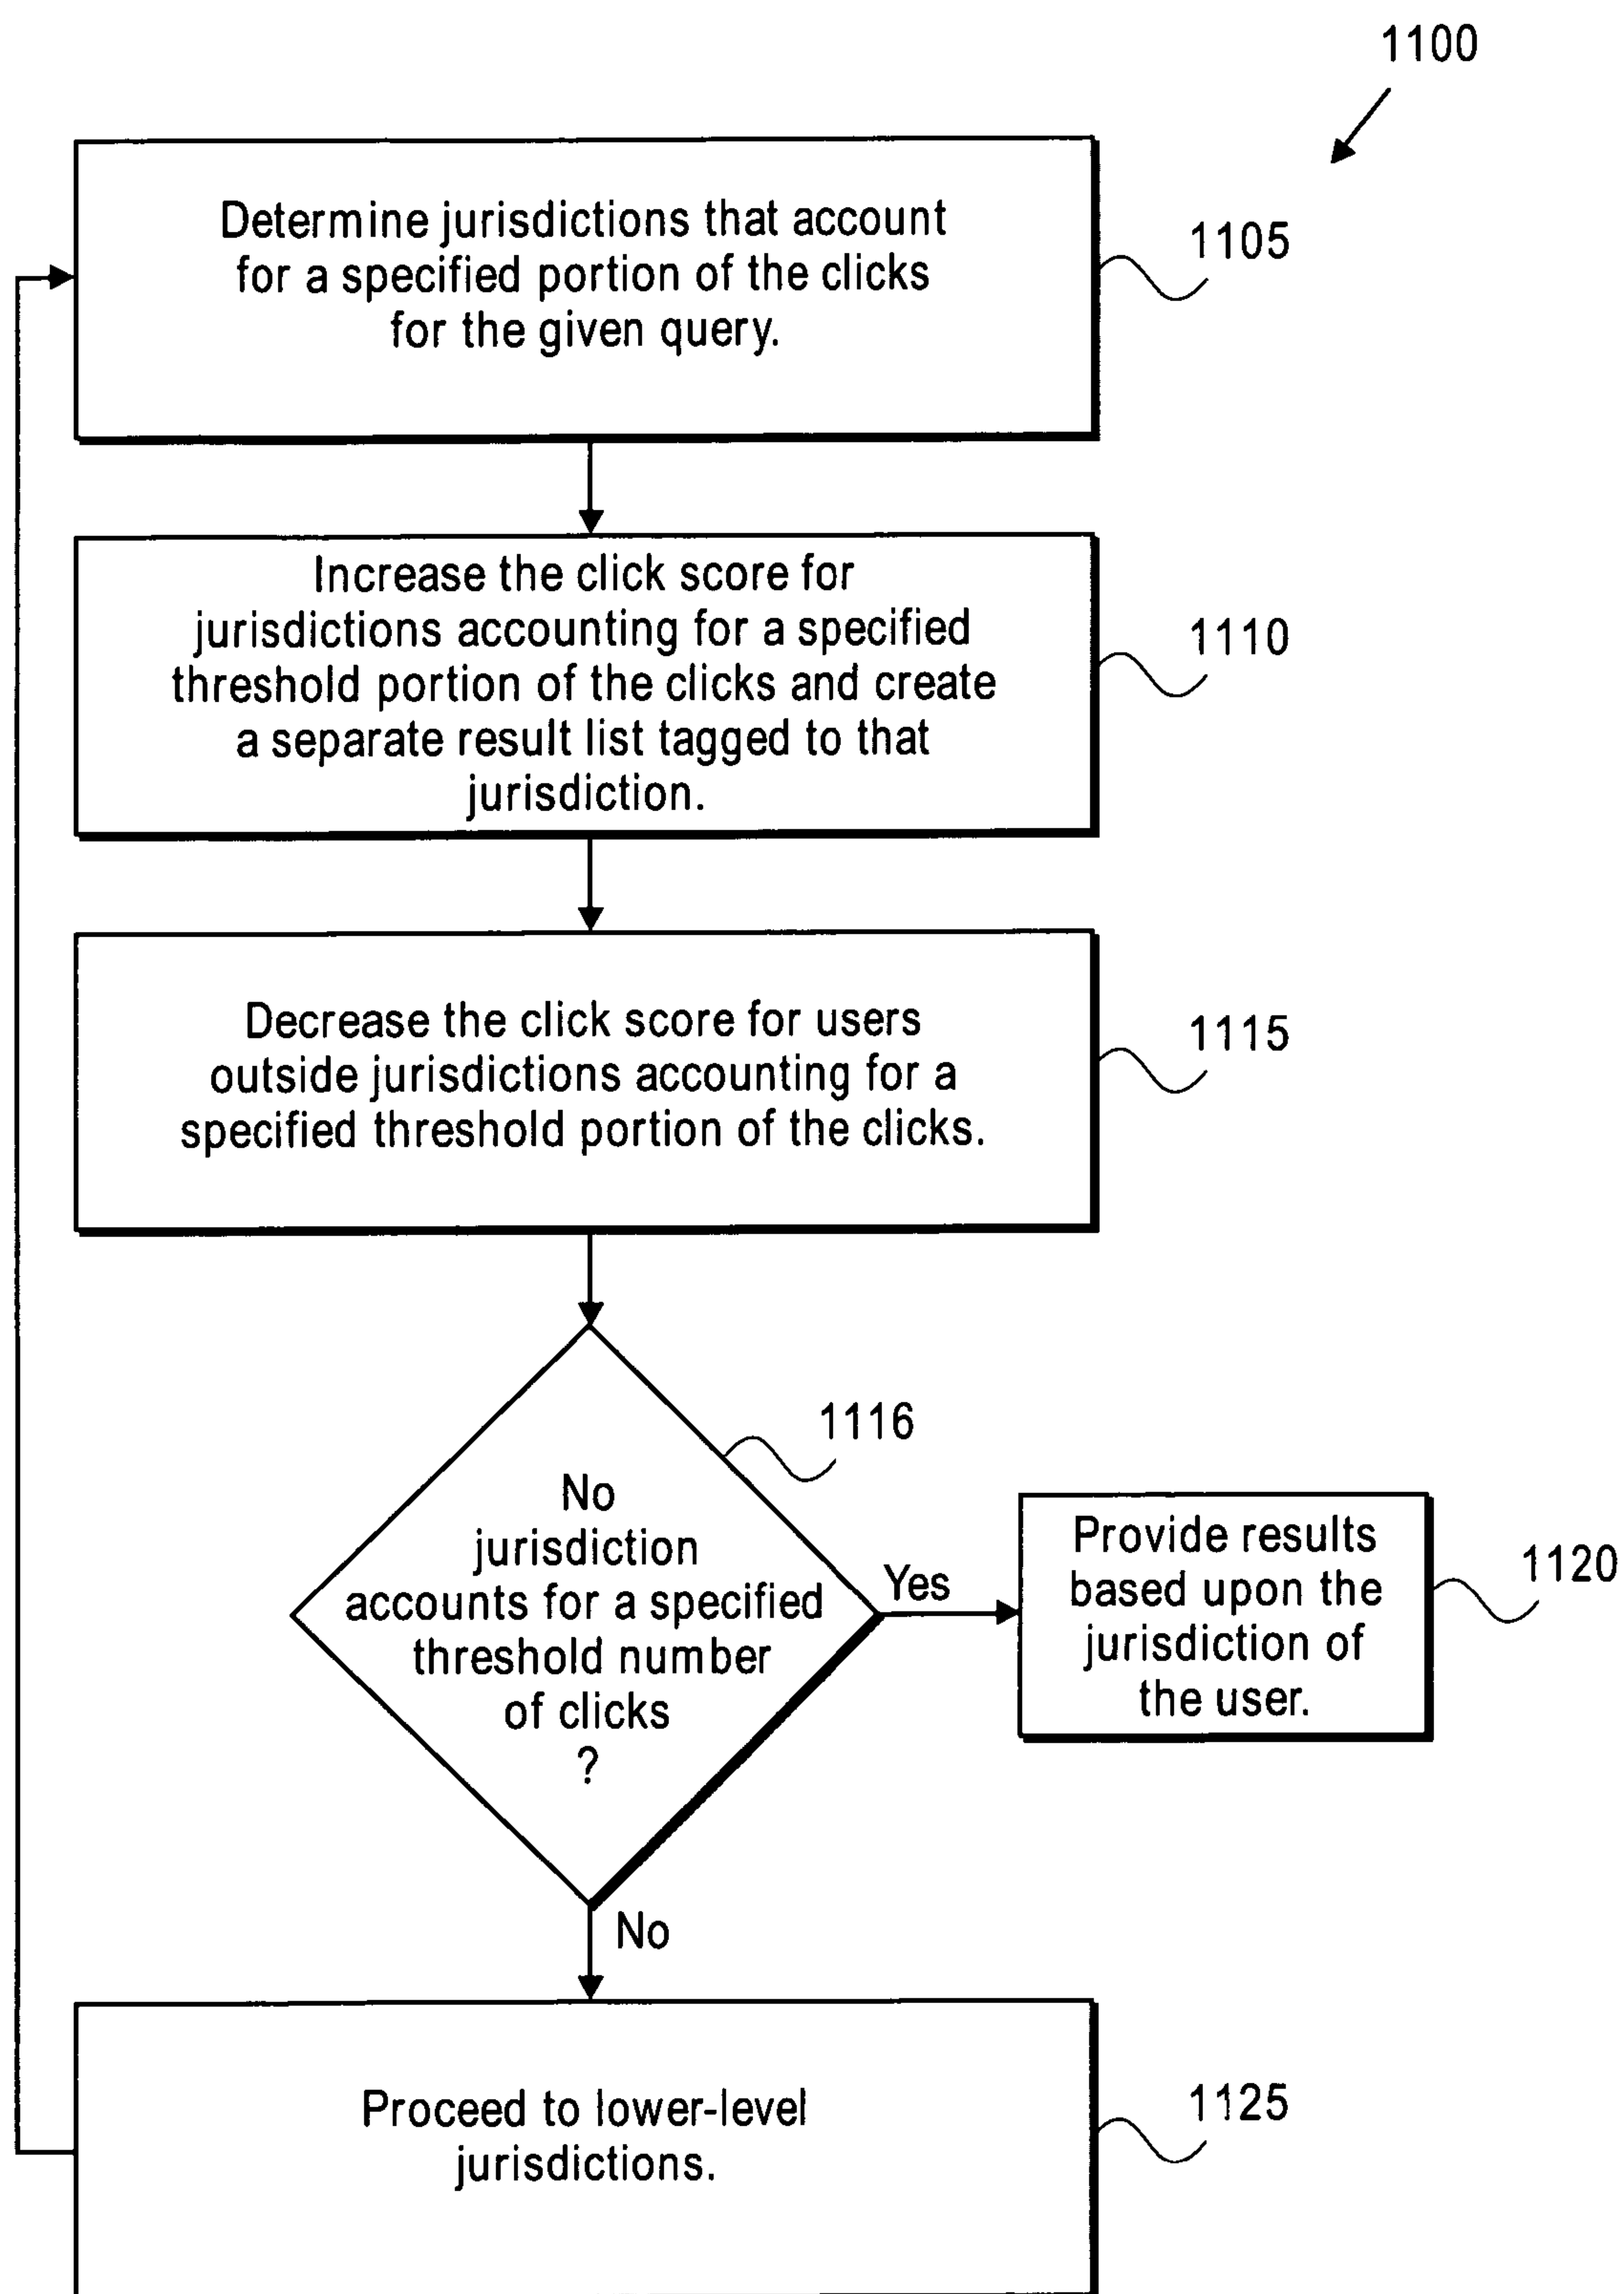 1100
Determine jurisdictions that account
for a specified portion of the clicks
for the given query.
1105
Increase the click score for
jurisdictions accounting for a specified
threshold portion of the clicks and create
a separate result list tagged to that
jurisdiction.
1110
Decrease the click score for users
outside jurisdictions accounting for a
specified threshold portion of the clicks.
1115
1116
No
jurisdiction
accounts for a specified
threshold number
of clicks
?
Yes
Provide results
based upon the
jurisdiction of
the user.
1120
No
Proceed to lower-level
jurisdictions.
1125